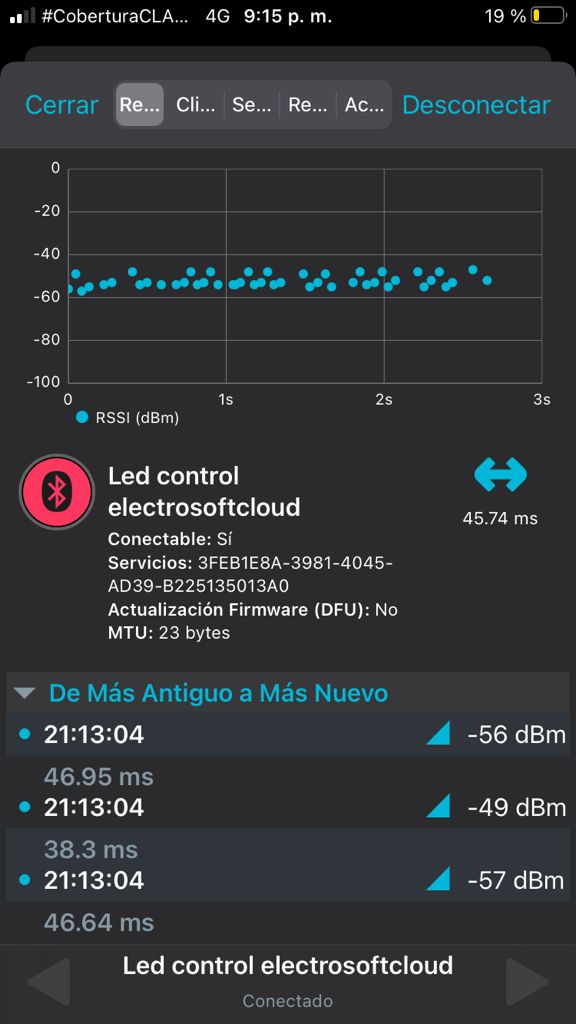 #CoberturaCLA... 4G 9:15 p. m. 19 %
Cerrar Re... Cli... Se... Re... Ac... Desconectar
0
-20
-40
-60
-80
-100
0 1s 2s 3s
RSSI (dBm)
Led control
electrosoftcloud
45.74 ms
Conectable: Sí
Servicios: 3FEB1E8A-3981-4045-
AD39-B225135013A0
Actualización Firmware (DFU): No
MTU: 23 bytes
De Más Antiguo a Más Nuevo
21:13:04 -56 dBm
46.95 ms
21:13:04 -49 dBm
38.3 ms
21:13:04 -57 dBm
46.64 ms
Led control electrosoftcloud
Conectado